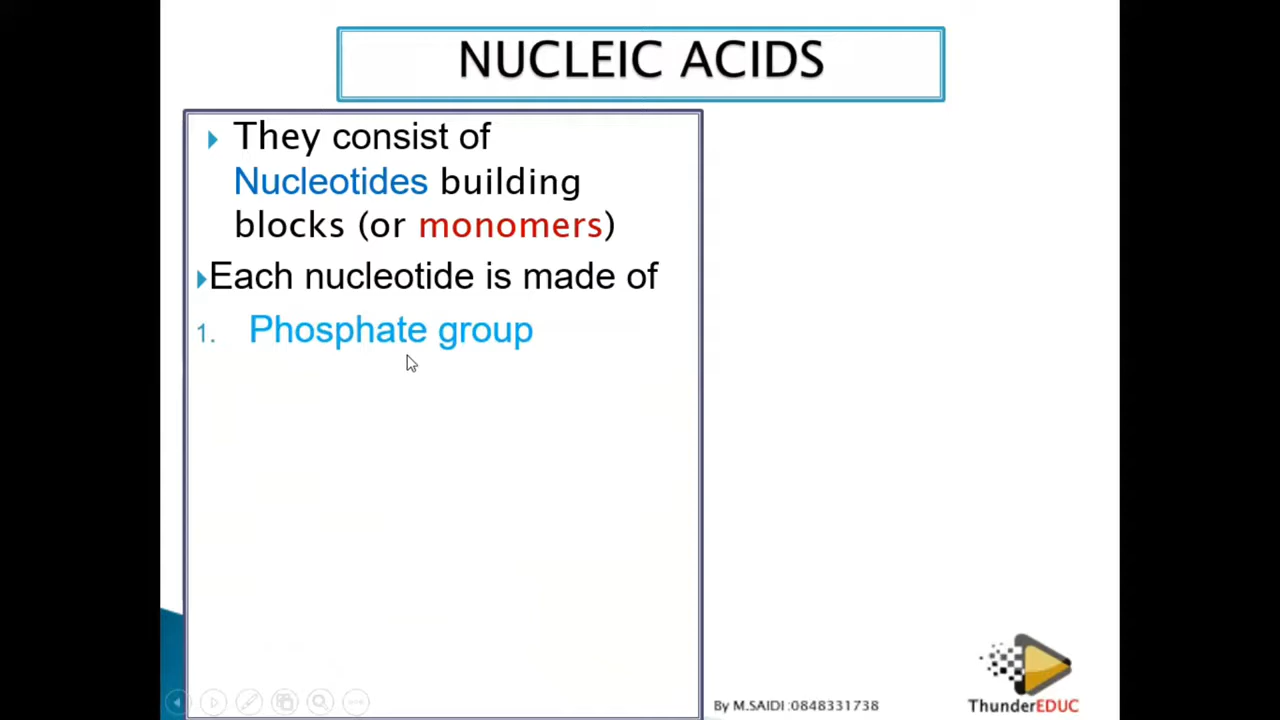 NUCLEIC ACIDS
They consist of
Nucleotides building
blocks (or monomers)
Each nucleotide is made of
1. Phosphate group
By M.SAIDI :0848331738
ThunderEDUC